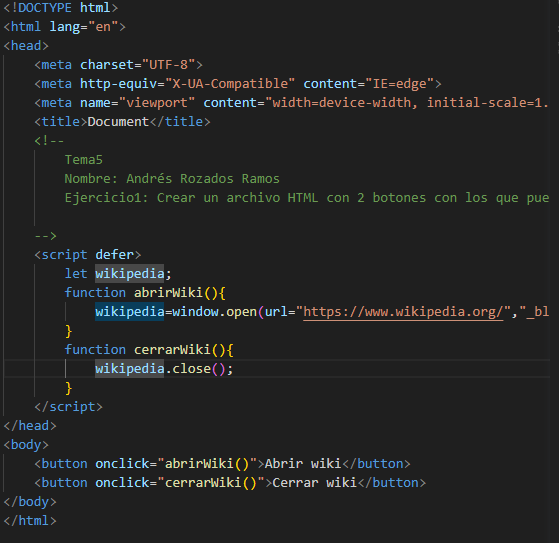 <!DOCTYPE html>
<html lang="en">
<head>
<meta charset="UTF-8">
<meta http-equiv="X-UA-Compatible" content="IE=edge">
<meta name="viewport" content="width=device-width, initial-scale=1.
<title>Document</title>
<!--
Tema5
Nombre: Andrés Rozados Ramos
Ejercicio1: Crear un archivo HTML con 2 botones con los que pue
-->
<script defer>
let wikipedia;
function abrirWiki(){
wikipedia=window.open(url="https://www.wikipedia.org/","_bl
}
function cerrarWiki(){
wikipedia.close();
}
</script>
</head>
<body>
<button onclick="abrirWiki()">Abrir wiki</button>
<button onclick="cerrarWiki()">Cerrar wiki</button>
</body>
</html>